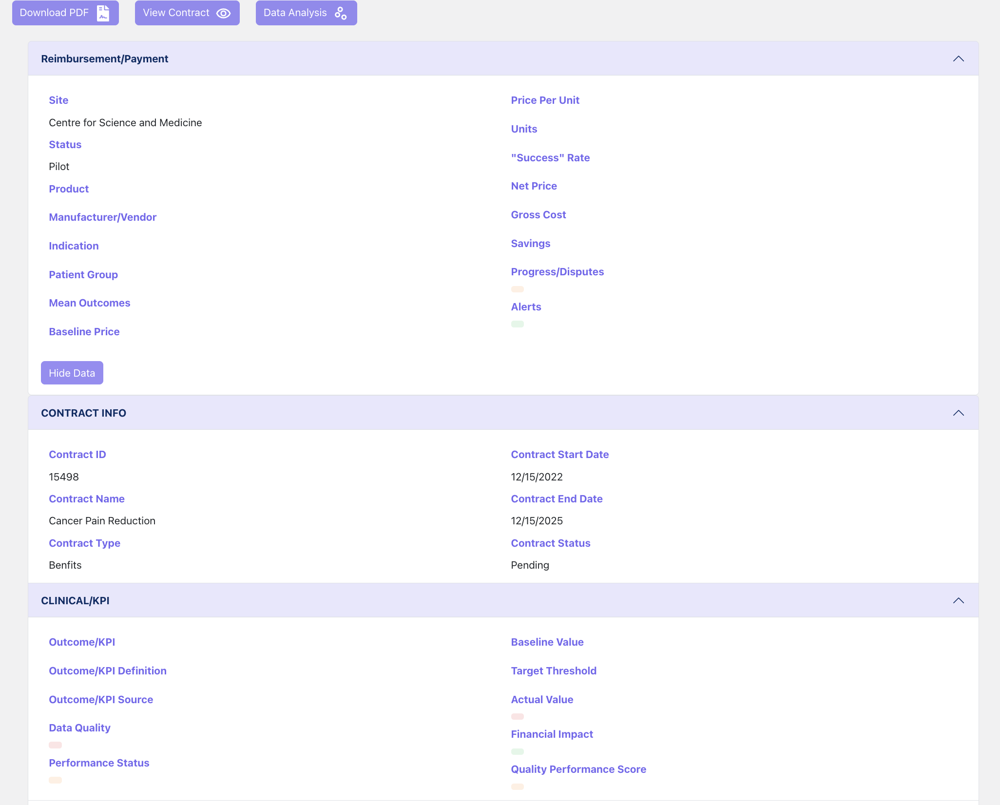 Download PDF
View Contract
Data Analysis
Reimbursement/Payment
Site
Centre for Science and Medicine
Status
Pilot
Product
Manufacturer/Vendor
Indication
Patient Group
Mean Outcomes
Baseline Price
Price Per Unit
Units
"Success" Rate
Net Price
Gross Cost
Savings
Progress/Disputes
Alerts
Hide Data
CONTRACT INFO
Contract ID
15498
Contract Name
Cancer Pain Reduction
Contract Type
Benfits
Contract Start Date
12/15/2022
Contract End Date
12/15/2025
Contract Status
Pending
CLINICAL/KPI
Outcome/KPI
Outcome/KPI Definition
Outcome/KPI Source
Data Quality
Performance Status
Baseline Value
Target Threshold
Actual Value
Financial Impact
Quality Performance Score